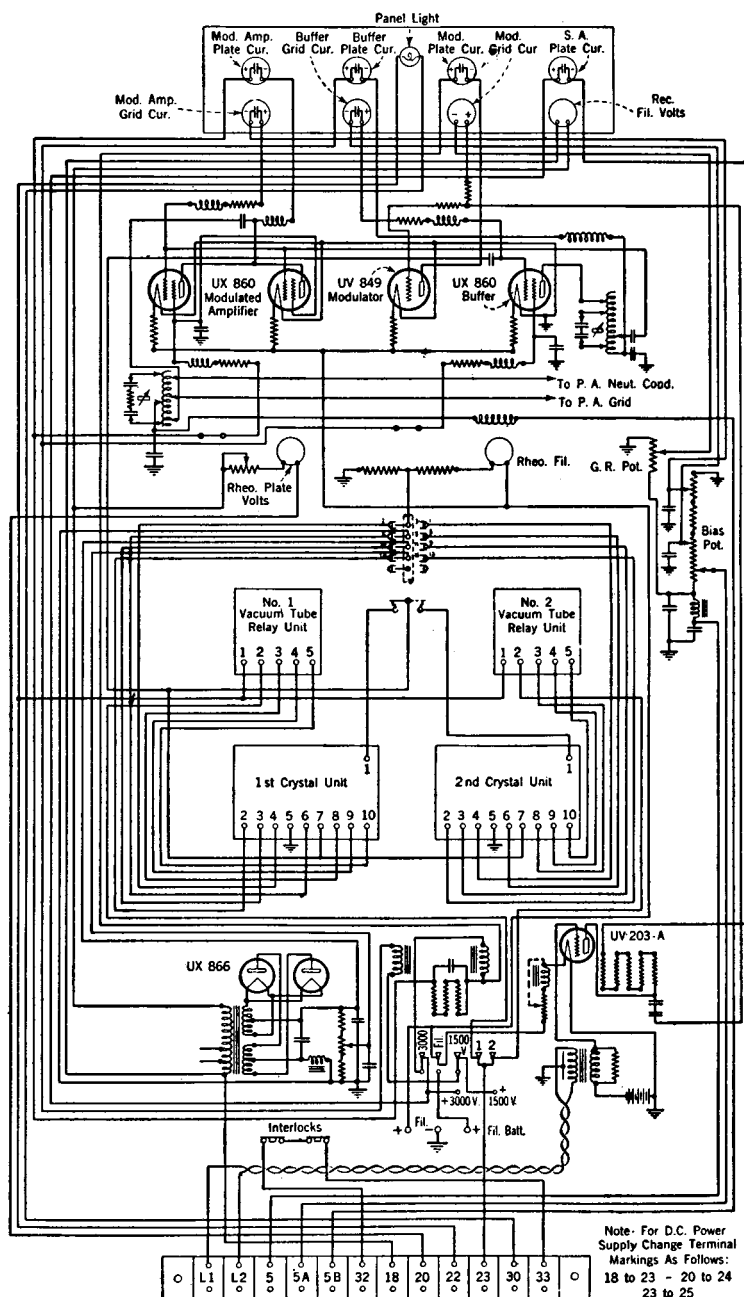 Panel Light
Mod. Amp.
Plate Cur.
Buffer
Grid Cur.
Buffer
Plate Cur.
Mod.
Plate Cur.
Mod.
Grid Cur
S. A.
Plate Cur.
Mod. Amp.
Grid Cur.
Rec.
Fil. Volts
UX 860
Modulated
Amplifier
UV 849
Modulator
UX 860
Buffer
To P. A. Neut. Cond.
To P. A. Grid
Rheo. Plate
Volts
Rheo. Fil.
G. R. Pot.
Bias
Pot.
No. 1
Vacuum Tube
Relay Unit
1 2 3 4 5
No. 2
Vacuum Tube
Relay Unit
1 2 3 4 5
1
1st Crystal Unit
2 3 4 5 6 7 8 9 10
1
2nd Crystal Unit
2 3 4 5 6 7 8 9 10
UX 866
UV-203-A
3000
Fil.
1500
V.
1 2
+3000 V.
+
1500 V.
+ Fil. - + Fil. Batt.
Interlocks
L1 L2 5 5A 5B 32 18 20 22 23 30 33
Note- For D.C. Power
Supply Change Terminal
Markings As Follows:
18 to 23 - 20 to 24
23 to 25